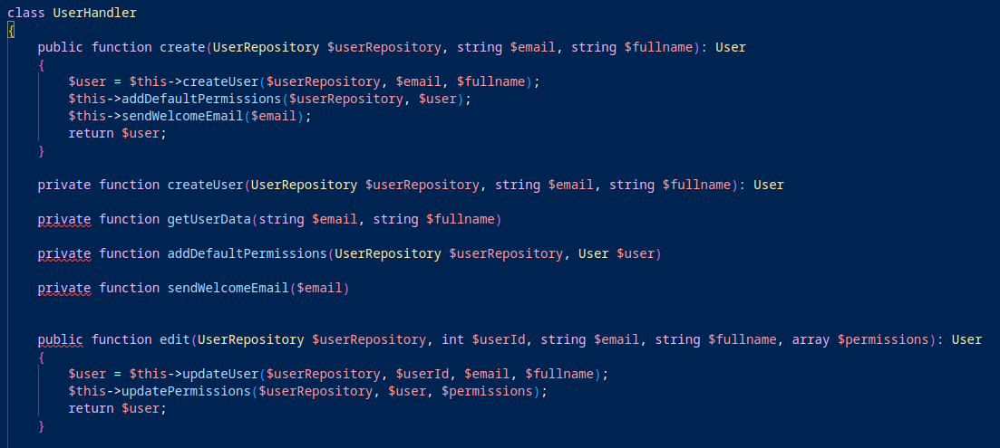 class UserHandler
{
public function create(UserRepository $userRepository, string $email, string $fullname): User
{
$user = $this->createUser($userRepository, $email, $fullname);
$this->addDefaultPermissions($userRepository, $user);
$this->sendWelcomeEmail($email);
return $user;
}
private function createUser(UserRepository $userRepository, string $email, string $fullname): User
private function getUserData(string $email, string $fullname)
private function addDefaultPermissions(UserRepository $userRepository, User $user)
private function sendWelcomeEmail($email)
public function edit(UserRepository $userRepository, int $userId, string $email, string $fullname, array $permissions): User
{
$user = $this->updateUser($userRepository, $userId, $email, $fullname);
$this->updatePermissions($userRepository, $user, $permissions);
return $user;
}